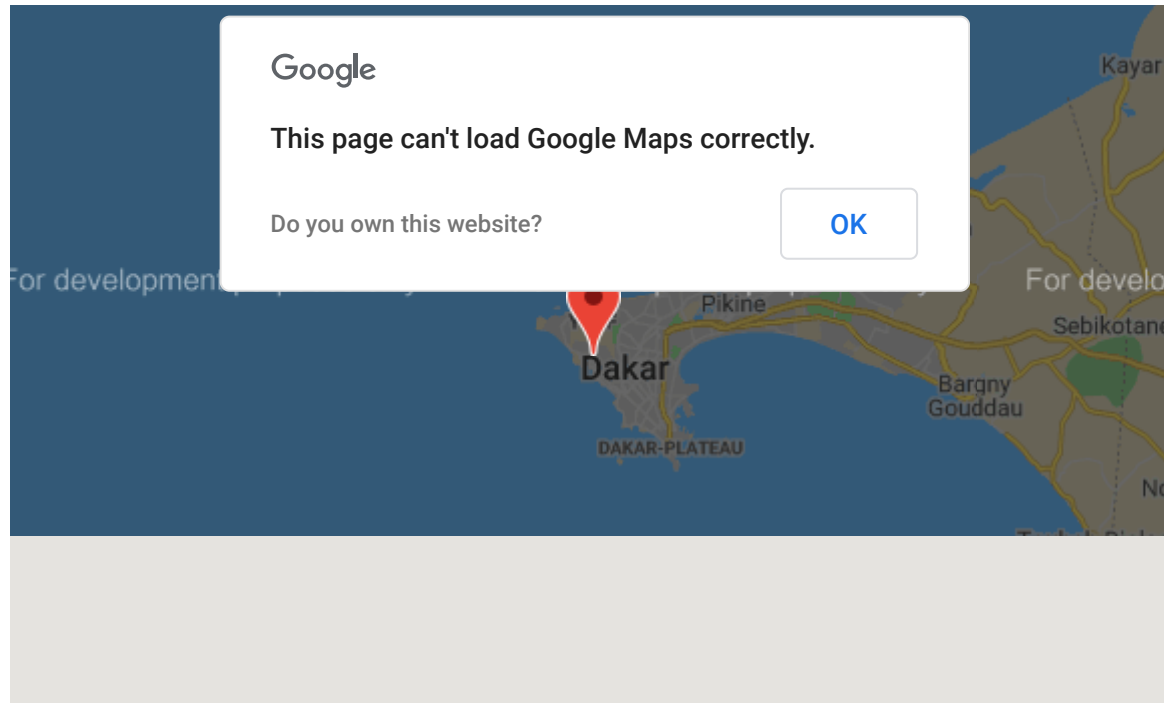 Google
Kayar
This page can't load Google Maps correctly.
Do you own this website?
OK
For development
For develo
Pikine
Sebikotane
Dakar
Bargny
Gouddau
DAKAR-PLATEAU